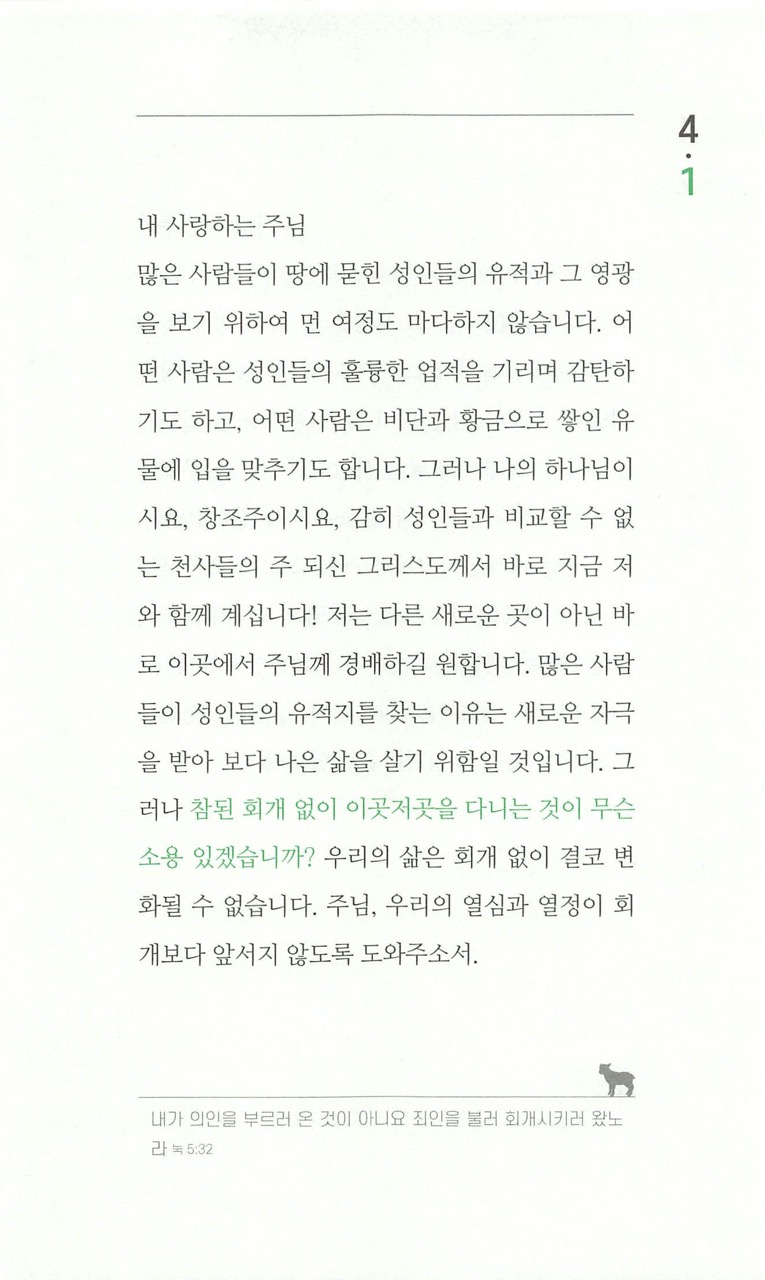 4
·
1
내 사랑하는 주님
많은 사람들이 땅에 묻힌 성인들의 유적과 그 영광
을 보기 위하여 먼 여정도 마다하지 않습니다. 어
떤 사람은 성인들의 훌륭한 업적을 기리며 감탄하
기도 하고, 어떤 사람은 비단과 황금으로 쌓인 유
물에 입을 맞추기도 합니다. 그러나 나의 하나님이
시요, 창조주이시요, 감히 성인들과 비교할 수 없
는 천사들의 주 되신 그리스도께서 바로 지금 저
와 함께 계십니다! 저는 다른 새로운 곳이 아닌 바
로 이곳에서 주님께 경배하길 원합니다. 많은 사람
들이 성인들의 유적지를 찾는 이유는 새로운 자극
을 받아 보다 나은 삶을 살기 위함일 것입니다. 그
러나 참된 회개 없이 이곳저곳을 다니는 것이 무슨
소용 있겠습니까? 우리의 삶은 회개 없이 결코 변
화될 수 없습니다. 주님, 우리의 열심과 열정이 회
개보다 앞서지 않도록 도와주소서.
내가 의인을 부르러 온 것이 아니요 죄인을 불러 회개시키러 왔노
라 눅 5:32